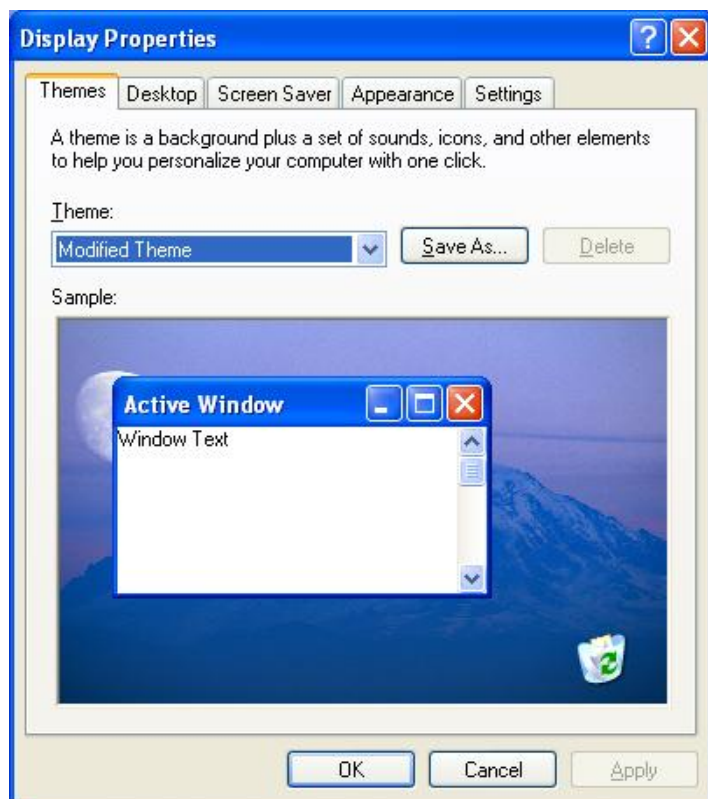 Display Properties
Themes Desktop Screen Saver Appearance Settings
A theme is a background plus a set of sounds, icons, and other elements
to help you personalize your computer with one click.
Theme:
Modified Theme Save As... Delete
Sample:
Active Window
Window Text
OK Cancel Apply